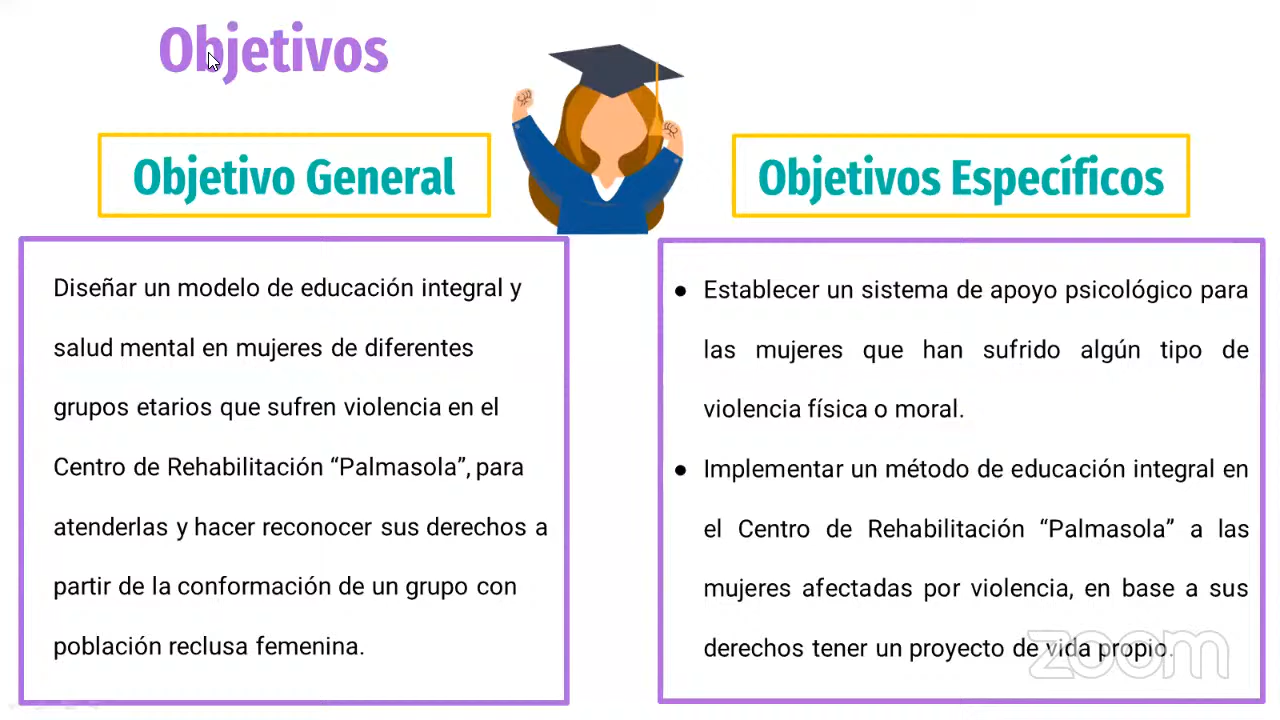 Objetivos
Objetivo General
Diseñar un modelo de educación integral y
salud mental en mujeres de diferentes
grupos etarios que sufren violencia en el
Centro de Rehabilitación “Palmasola”, para
atenderlas y hacer reconocer sus derechos a
partir de la conformación de un grupo con
población reclusa femenina.
Objetivos Específicos
● Establecer un sistema de apoyo psicológico para
las mujeres que han sufrido algún tipo de
violencia física o moral.
● Implementar un método de educación integral en
el Centro de Rehabilitación “Palmasola” a las
mujeres afectadas por violencia, en base a sus
derechos tener un proyecto de vida propio.
zoom